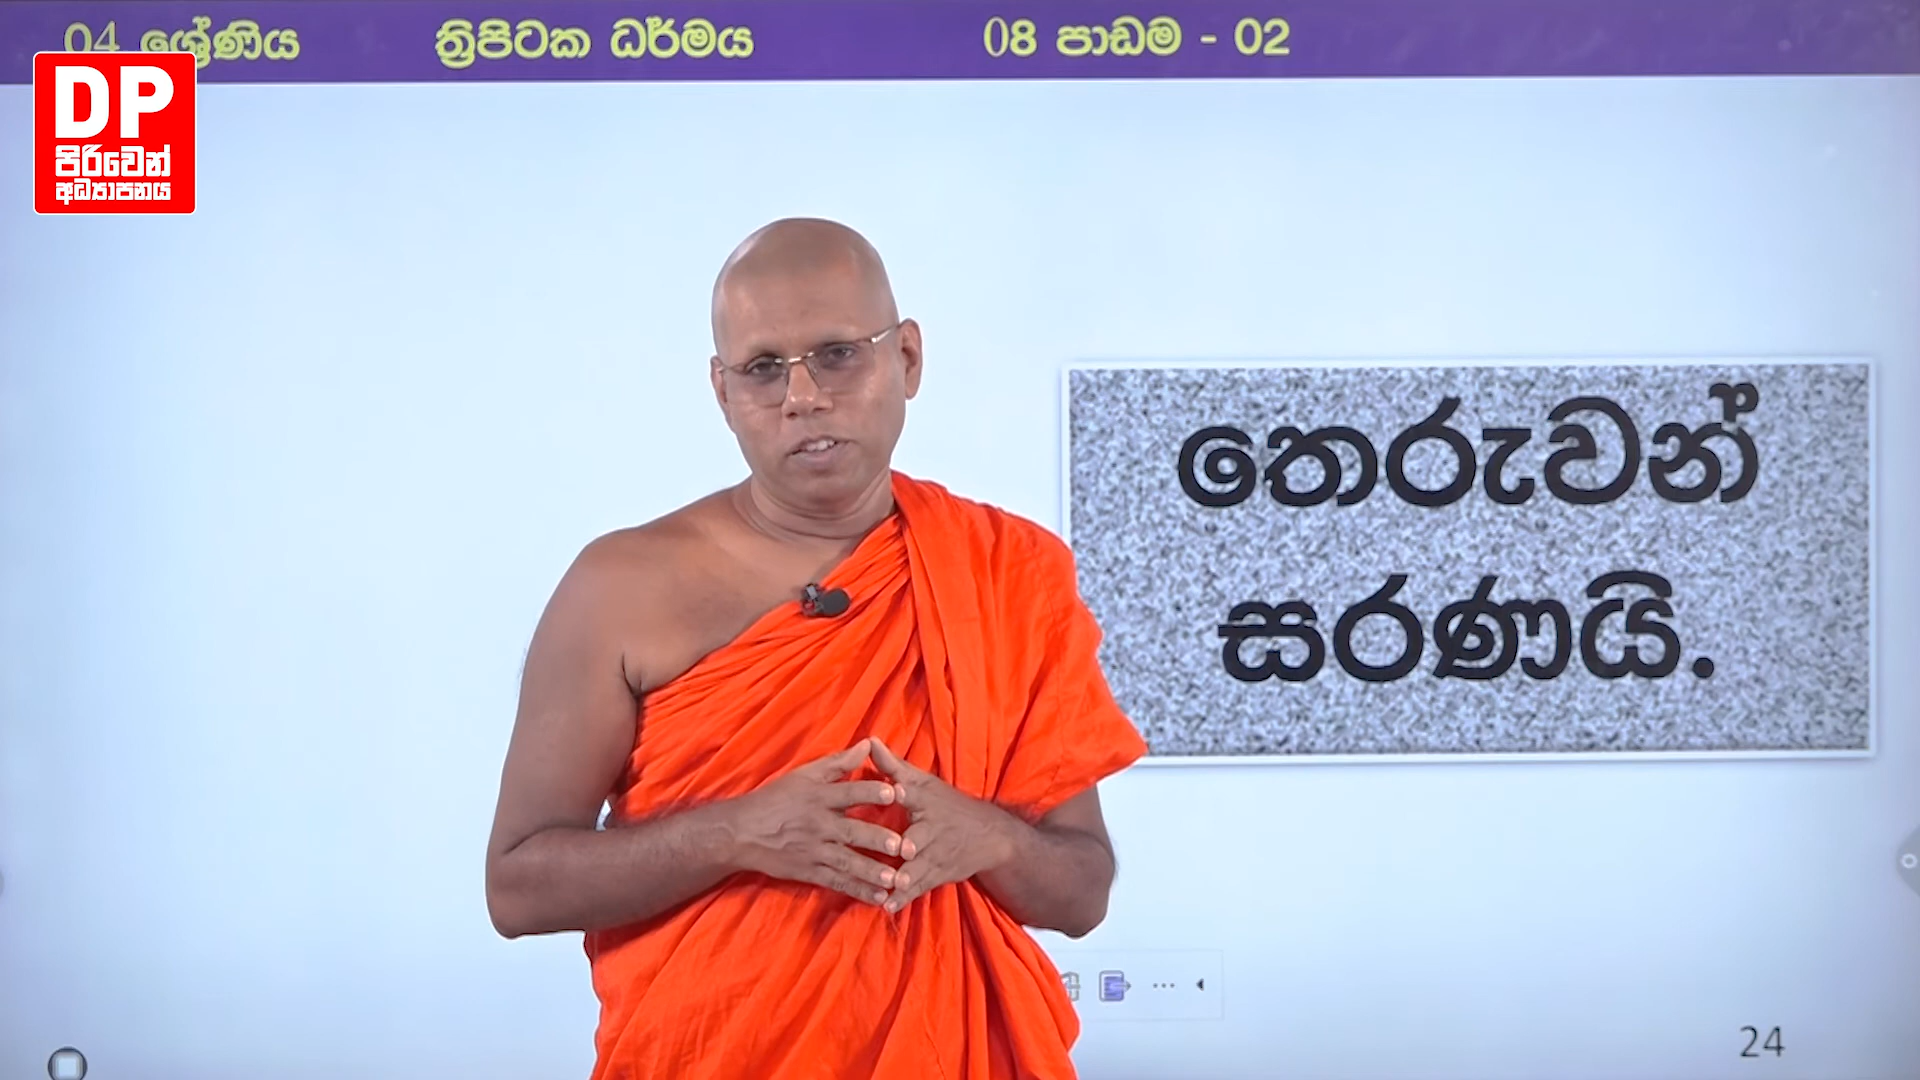 04 ශ්‍රේණිය ත්‍රිපිටක ධර්මය 08 පාඩම - 02
DP
පිරිවෙන්
අධ්‍යාපනය
තෙරුවන්
සරණයි.
24